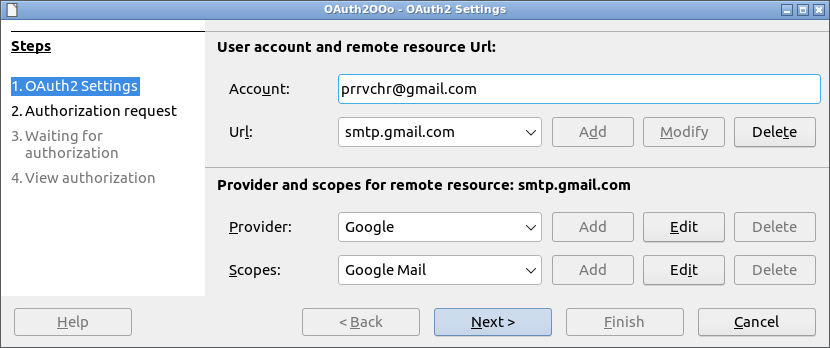 OAuth2OOo - OAuth2 Settings
Steps
1. OAuth2 Settings
2. Authorization request
3. Waiting for
authorization
4. View authorization
User account and remote resource Url:
Account: prrvchr@gmail.com
Url: smtp.gmail.com Add Modify Delete
Provider and scopes for remote resource: smtp.gmail.com
Provider: Google Add Edit Delete
Scopes: Google Mail Add Edit Delete
Help < Back Next > Finish Cancel